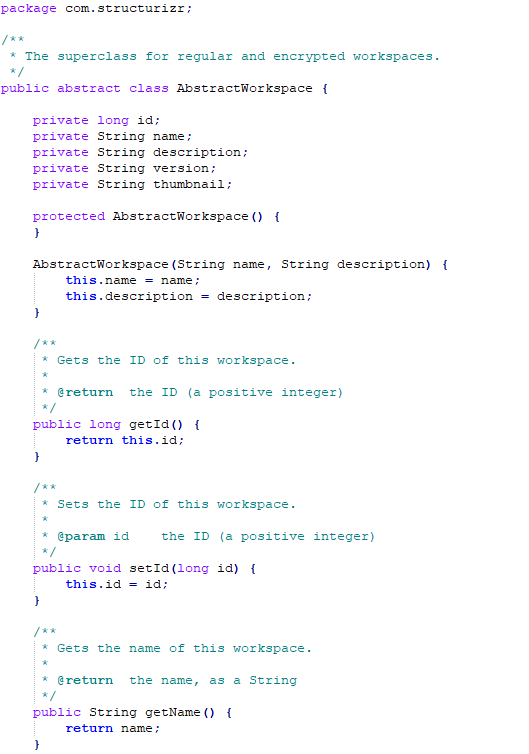 package com.structurizr;

/**
 * The superclass for regular and encrypted workspaces.
 */
public abstract class AbstractWorkspace {

    private long id;
    private String name;
    private String description;
    private String version;
    private String thumbnail;

    protected AbstractWorkspace() {
    }

    AbstractWorkspace(String name, String description) {
        this.name = name;
        this.description = description;
    }

    /**
     * Gets the ID of this workspace.
     *
     * @return  the ID (a positive integer)
     */
    public long getId() {
        return this.id;
    }

    /**
     * Sets the ID of this workspace.
     *
     * @param id    the ID (a positive integer)
     */
    public void setId(long id) {
        this.id = id;
    }

    /**
     * Gets the name of this workspace.
     *
     * @return  the name, as a String
     */
    public String getName() {
        return name;
    }